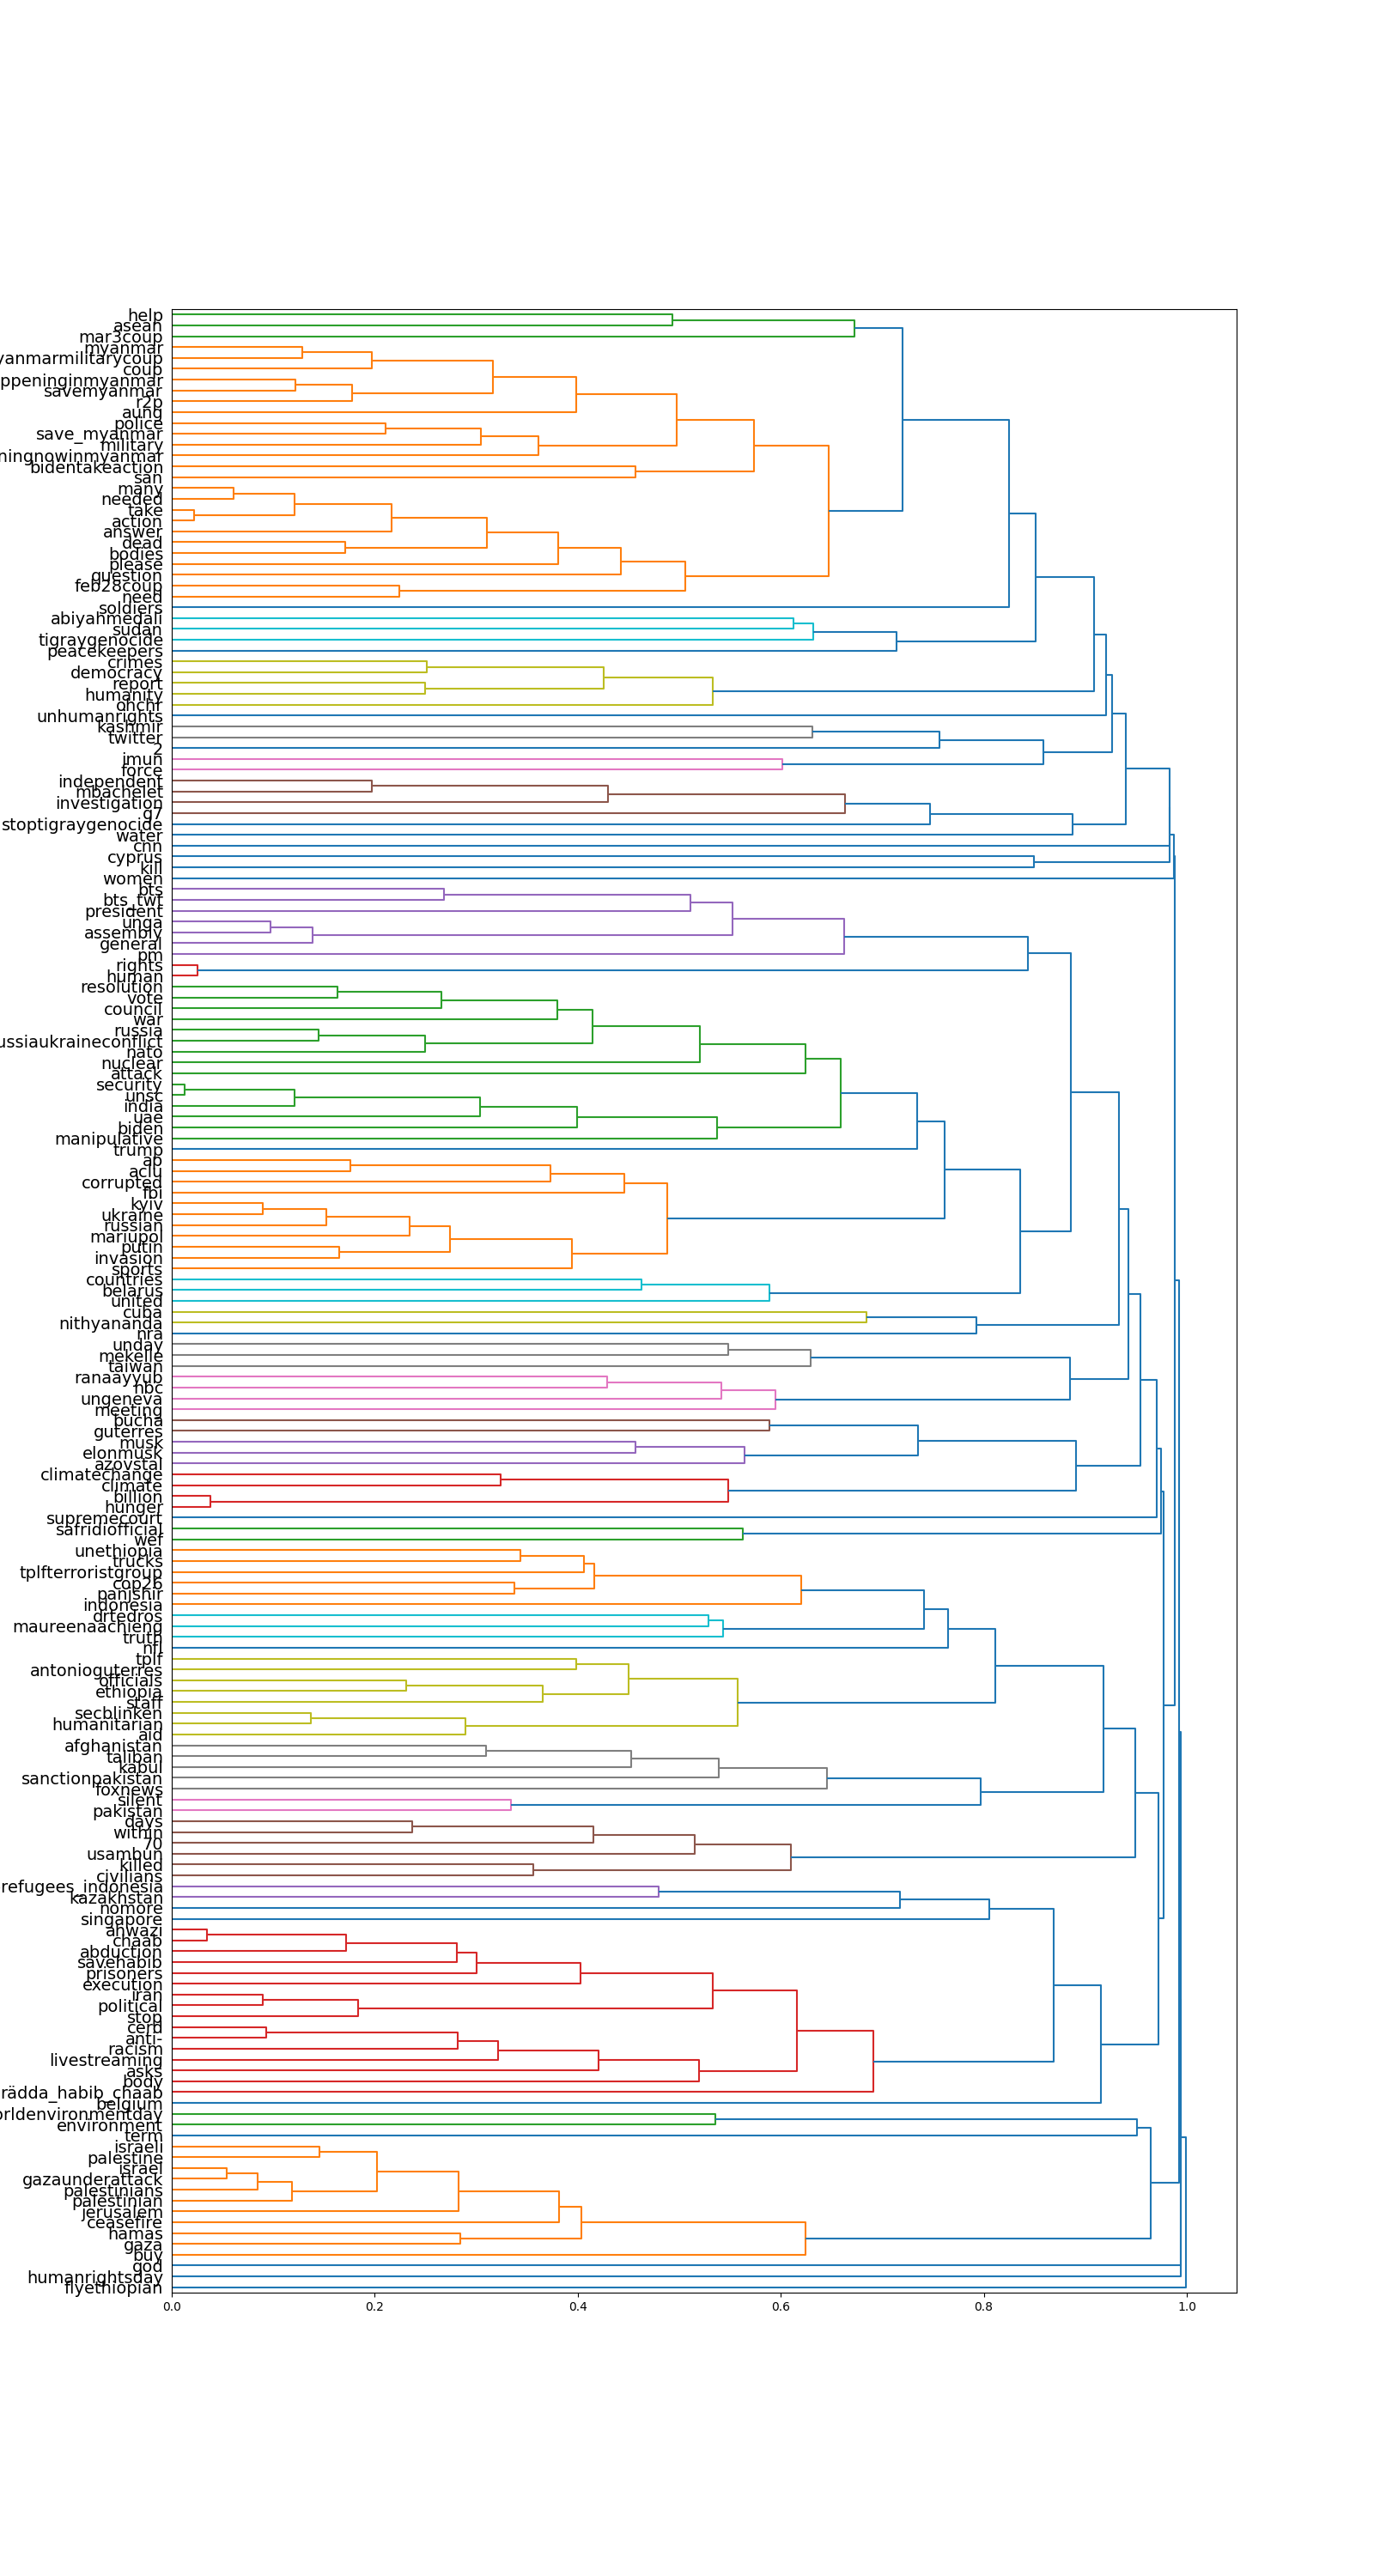 help
asean
mar3coup
myanmar
yanmarmilitarycoup
coup
ppeninginmyanmar
savemyanmar
r2p
aung
police
save_myanmar
military
ningnowinmyanmar
bidentakeaction
san
many
needed
take
action
answer
dead
bodies
please
question
feb28coup
need
soldiers
abiyahmedali
sudan
tigraygenocide
peacekeepers
crimes
democracy
report
humanity
ohchr
unhumanrights
kashmir
twitter
2
imun
force
independent
mbachelet
investigation
g7
stoptigraygenocide
water
cnn
cyprus
kill
women
bts
bts_twt
president
unga
assembly
general
pm
rights
human
resolution
vote
council
war
russia
ussiaukraineconflict
nato
nuclear
attack
security
unsc
india
uae
biden
manipulative
trump
ap
aclu
corrupted
fbi
kyiv
ukraine
russian
mariupol
putin
invasion
sports
countries
belarus
united
cuba
nithyananda
nra
unday
mekelle
taiwan
ranaayyub
nbc
ungeneva
meeting
bucha
guterres
musk
elonmusk
azovstal
climatechange
climate
billion
hunger
supremecourt
safridiofficial
wef
unethiopia
trucks
tplfterroristgroup
cop26
panjshir
indonesia
drtedros
maureenaachieng
truth
nfl
tplf
antonioguterres
officials
ethiopia
staff
secblinken
humanitarian
aid
afghanistan
taliban
kabul
sanctionpakistan
foxnews
silent
pakistan
days
within
70
usambun
killed
civilians
refugees_indonesia
kazakhstan
nomore
singapore
ahwazi
chaab
abduction
savehabib
prisoners
execution
iran
political
stop
cerd
anti-
racism
livestreaming
asks
body
rädda_habib_chaab
belgium
orldenvironmentday
environment
term
israeli
palestine
israel
gazaunderattack
palestinians
palestinian
jerusalem
ceasefire
hamas
gaza
buy
god
humanrightsday
flyethiopian
0.0 0.2 0.4 0.6 0.8 1.0